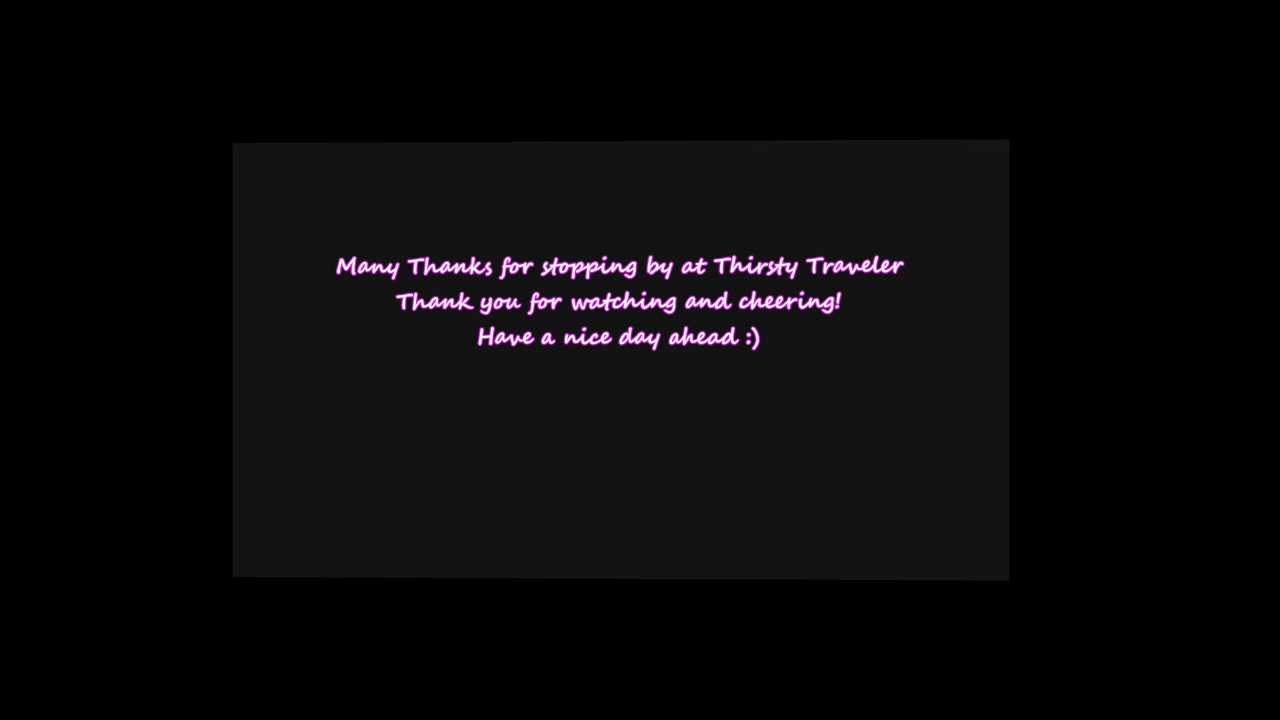 Many Thanks for stopping by at Thirsty Traveler
Thank you for watching and cheering!
Have a nice day ahead :)